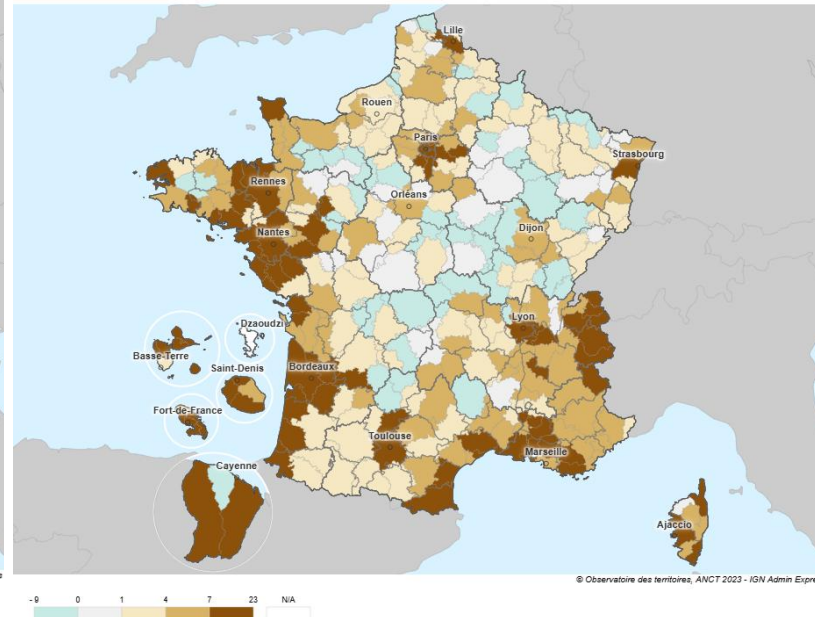 Lille
Rouen
Paris
Strasbourg
Rennes
Orléans
Nantes
Dijon
Dzaoudzi
Lyon
Basse-Terre
Saint-Denis
Bordeaux
Fort-de-France
Toulouse
Marseille
Cayenne
Ajaccio
© Observatoire des territoires, ANCT 2023 - IGN Admin Expre
- 9 0 1 4 7 23 N/A